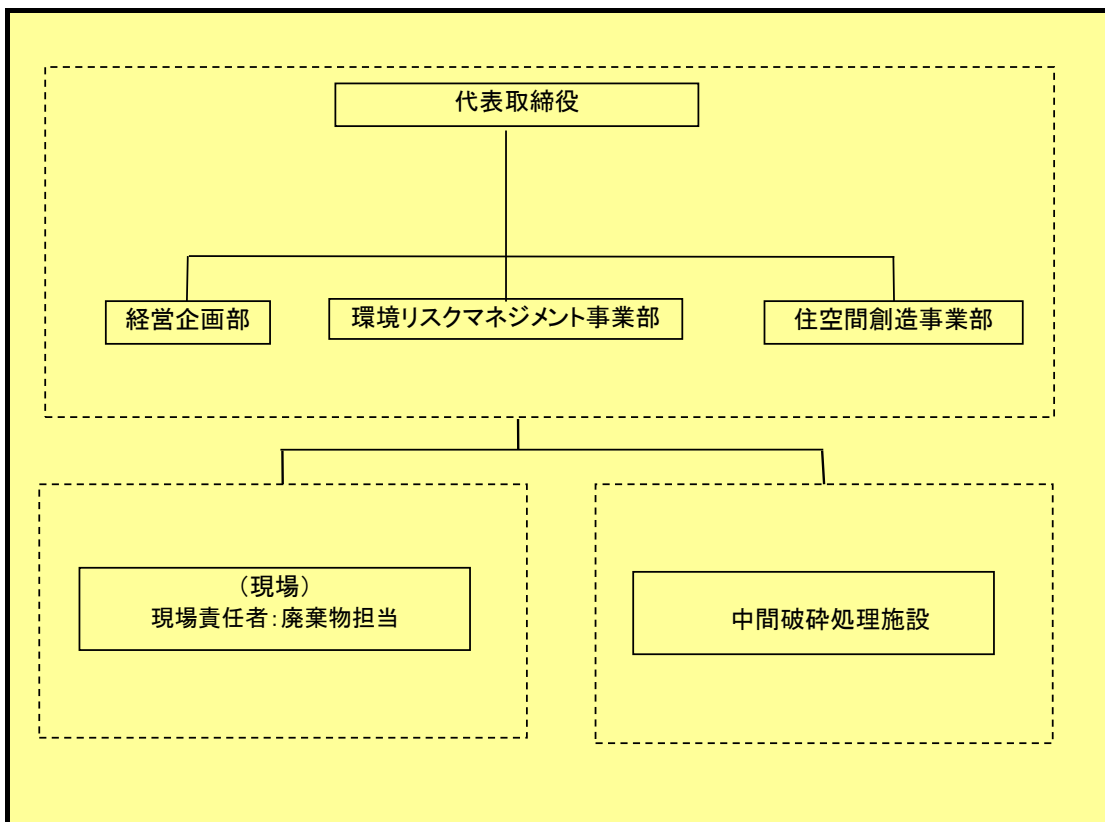 代表取締役
経営企画部
環境リスクマネジメント事業部
住空間創造事業部
（現場）
現場責任者：廃棄物担当
中間破砕処理施設